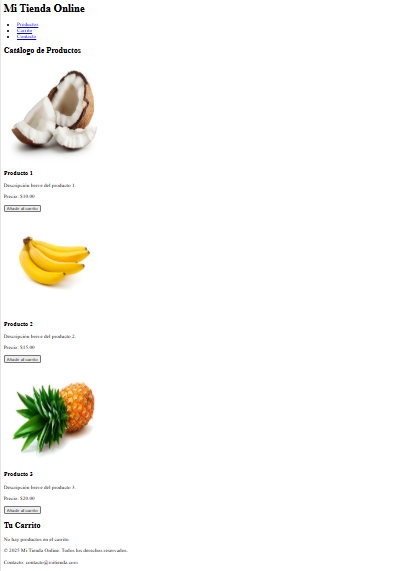 Mi Tienda Online
Productos
Carrito
Contacto
Catálogo de Productos
Producto 1
Descripción breve del producto 1.
Precio: $10.00
Añadir al carrito
Producto 2
Descripción breve del producto 2.
Precio: $15.00
Añadir al carrito
Producto 3
Descripción breve del producto 3.
Precio: $20.00
Añadir al carrito
Tu Carrito
No hay productos en el carrito.
© 2025 Mi Tienda Online. Todos los derechos reservados.
Contacto: contacto@mitienda.com